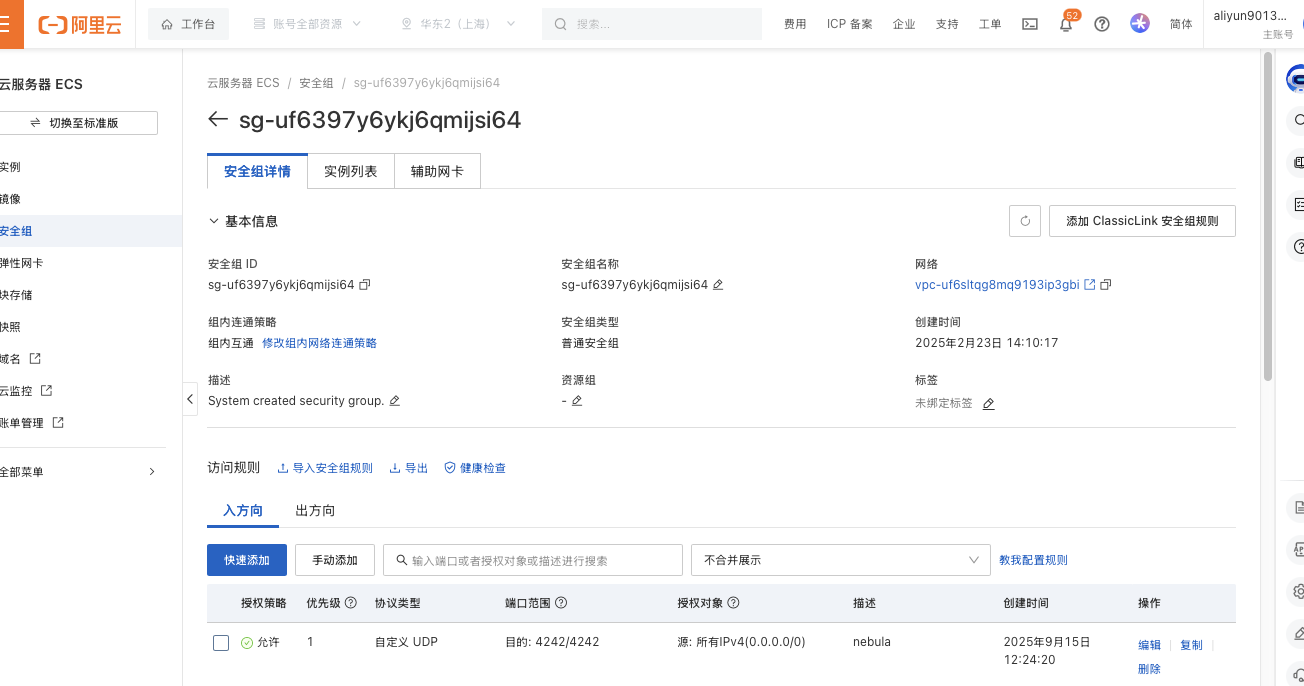 阿里云
工作台
账号全部资源
华东2（上海）
搜索...
费用
ICP 备案
企业
支持
工单
52
简体
aliyun9013...
主账号
云服务器 ECS
切换至标准版
实例
镜像
安全组
弹性网卡
块存储
快照
域名
云监控
账单管理
全部菜单
云服务器 ECS / 安全组 / sg-uf6397y6ykj6qmijsi64
sg-uf6397y6ykj6qmijsi64
安全组详情 实例列表 辅助网卡
基本信息
添加 ClassicLink 安全组规则
安全组 ID
sg-uf6397y6ykj6qmijsi64
安全组名称
sg-uf6397y6ykj6qmijsi64
网络
vpc-uf6sltqg8mq9193ip3gbi
组内连通策略
组内互通 修改组内网络连通策略
安全组类型
普通安全组
创建时间
2025年2月23日 14:10:17
描述
System created security group.
资源组
-
标签
未绑定标签
访问规则 导入安全组规则 导出 健康检查
入方向 出方向
快速添加 手动添加 输入端口或者授权对象或描述进行搜索 不合并展示 教我配置规则
授权策略 优先级 协议类型 端口范围 授权对象 描述 创建时间 操作
允许 1 自定义 UDP 目的: 4242/4242 源: 所有IPv4(0.0.0.0/0) nebula 2025年9月15日
12:24:20
编辑 复制
删除